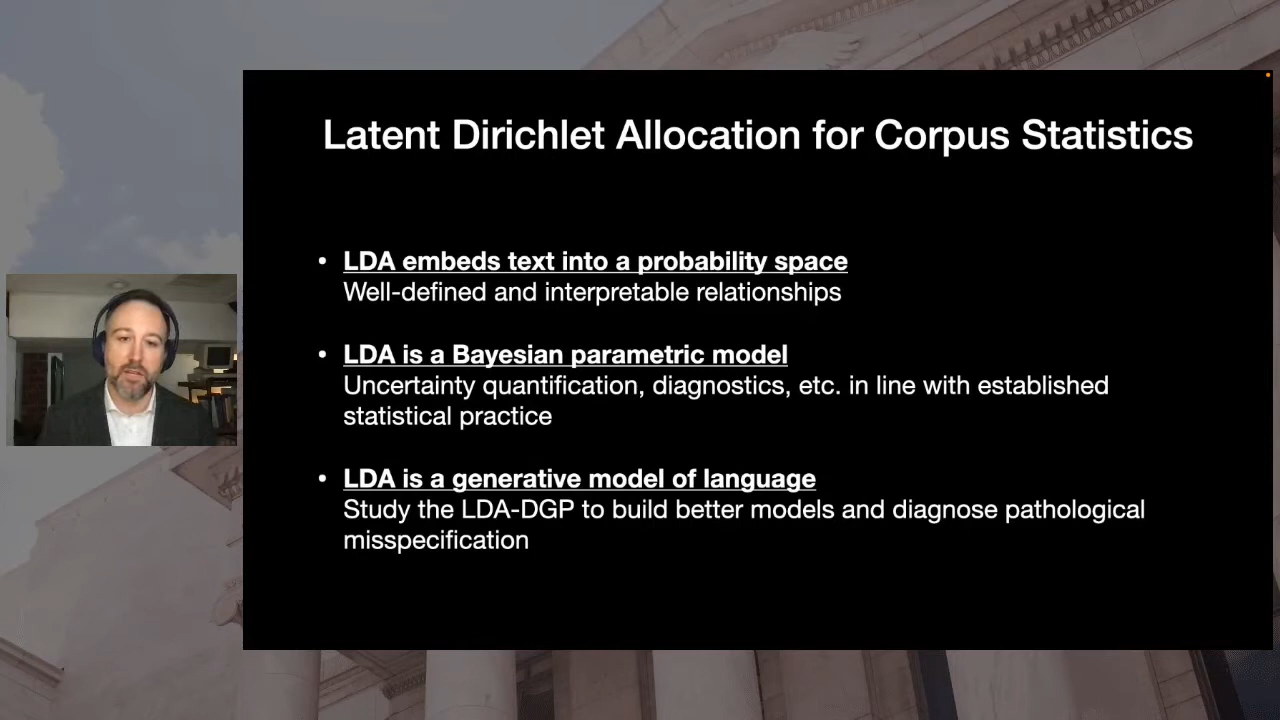 Latent Dirichlet Allocation for Corpus Statistics
• LDA embeds text into a probability space
Well-defined and interpretable relationships
• LDA is a Bayesian parametric model
Uncertainty quantification, diagnostics, etc. in line with established
statistical practice
• LDA is a generative model of language
Study the LDA-DGP to build better models and diagnose pathological
misspecification